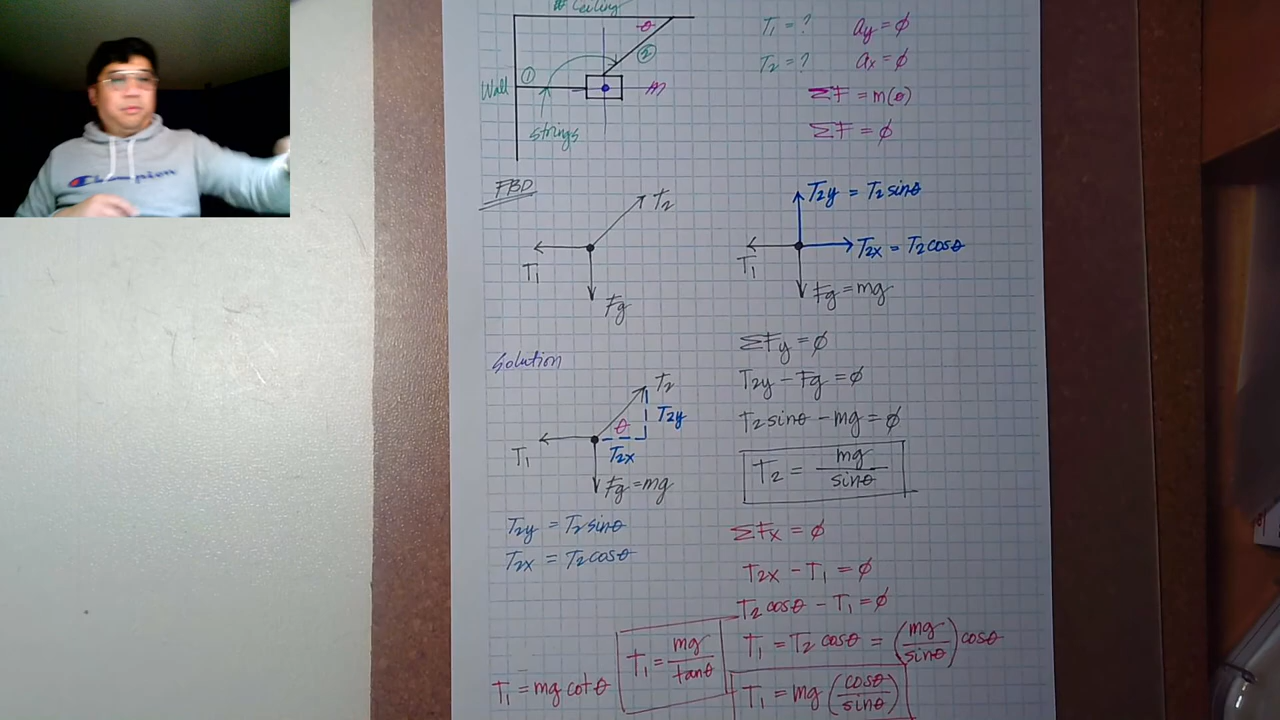 Ceiling
θ
②
①
Wall
m
strings
T₁ = ?
T₂ = ?
ay = ∅
ax = ∅
ΣF = m(0)
ΣF = ∅
Champion
FBD
T₂
T₁
Fg
T₂y = T₂ sinθ
T₂x = T₂ cosθ
T₁
Fg = mg
Solution
T₂
T₂y
θ
T₁
T₂x
Fg = mg
T₂y = T₂ sinθ
T₂x = T₂ cosθ
ΣFy = ∅
T₂y − Fg = ∅
T₂ sinθ − mg = ∅
T₂ = mg / sinθ
ΣFx = ∅
T₂x − T₁ = ∅
T₂ cosθ − T₁ = ∅
T₁ = T₂ cosθ = (mg / sinθ) cosθ
T₁ = mg (cosθ / sinθ)
T₁ = mg / tanθ
T₁ = mg cotθ